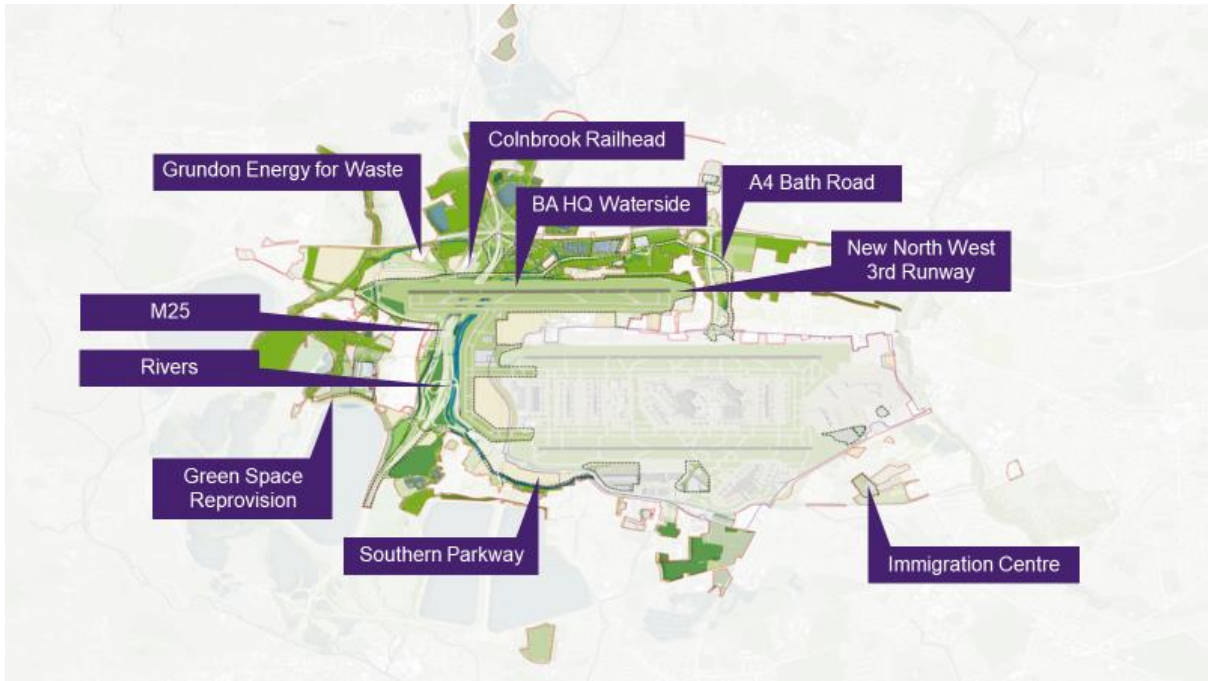 Colnbrook Railhead
Grundon Energy for Waste
A4 Bath Road
BA HQ Waterside
New North West
3rd Runway
M25
Rivers
Green Space
Reprovision
Southern Parkway
Immigration Centre